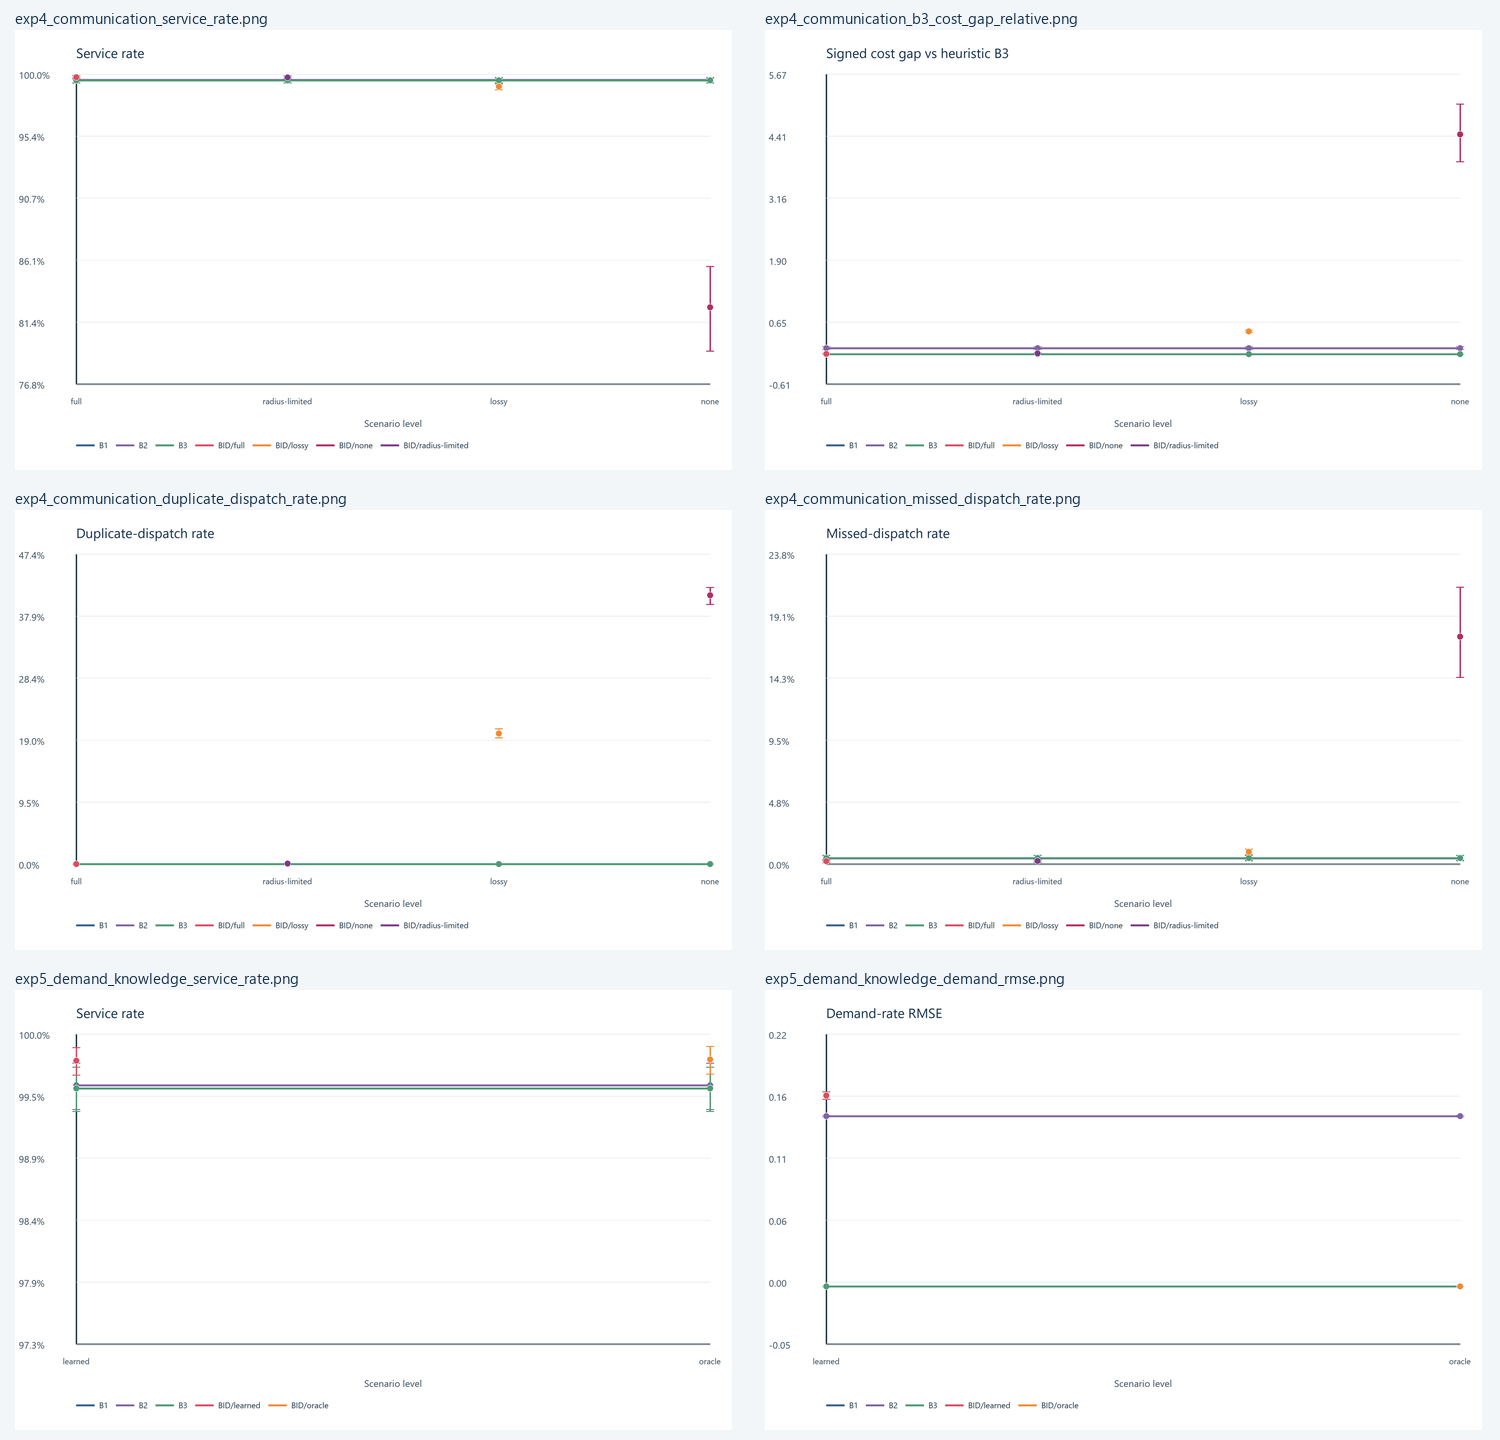 exp4_communication_service_rate.png
Service rate
100.0%
95.4%
90.7%
86.1%
81.4%
76.8%
full radius-limited lossy none
Scenario level
B1 B2 B3 BID/full BID/lossy BID/none BID/radius-limited
exp4_communication_b3_cost_gap_relative.png
Signed cost gap vs heuristic B3
5.67
4.41
3.16
1.90
0.65
-0.61
full radius-limited lossy none
Scenario level
B1 B2 B3 BID/full BID/lossy BID/none BID/radius-limited
exp4_communication_duplicate_dispatch_rate.png
Duplicate-dispatch rate
47.4%
37.9%
28.4%
19.0%
9.5%
0.0%
full radius-limited lossy none
Scenario level
B1 B2 B3 BID/full BID/lossy BID/none BID/radius-limited
exp4_communication_missed_dispatch_rate.png
Missed-dispatch rate
23.8%
19.1%
14.3%
9.5%
4.8%
0.0%
full radius-limited lossy none
Scenario level
B1 B2 B3 BID/full BID/lossy BID/none BID/radius-limited
exp5_demand_knowledge_service_rate.png
Service rate
100.0%
99.5%
98.9%
98.4%
97.9%
97.3%
learned oracle
Scenario level
B1 B2 B3 BID/learned BID/oracle
exp5_demand_knowledge_demand_rmse.png
Demand-rate RMSE
0.22
0.16
0.11
0.06
0.00
-0.05
learned oracle
Scenario level
B1 B2 B3 BID/learned BID/oracle